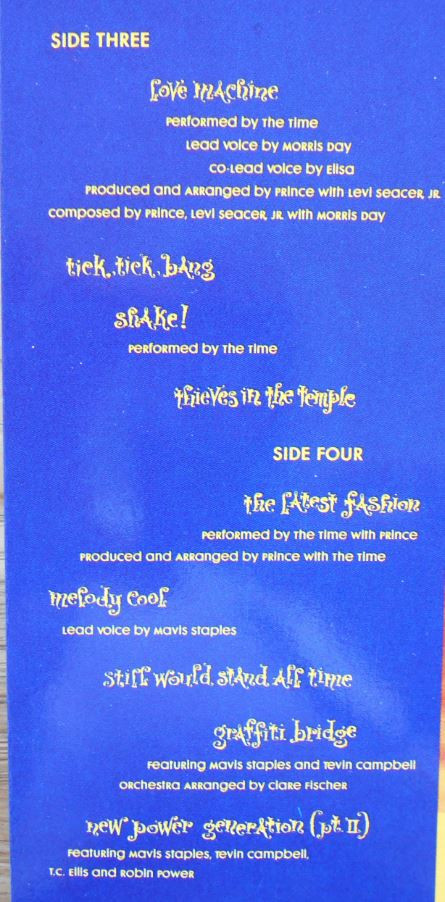 SIDE THREE
love machine
performed by the time
lead voice by morris day
co-lead voice by elisa
produced and arranged by prince with levi seacer, jr.
composed by prince, levi seacer, jr. with morris day
tick, tick, bang
shake!
performed by the time
thieves in the temple
SIDE FOUR
the latest fashion
performed by the time with prince
produced and arranged by prince with the time
melody cool
lead voice by mavis staples
still would stand all time
graffiti bridge
featuring mavis staples and tevin campbell
orchestra arranged by clare fischer
new power generation (pt. II)
featuring mavis staples, tevin campbell,
t.c. ellis and robin power